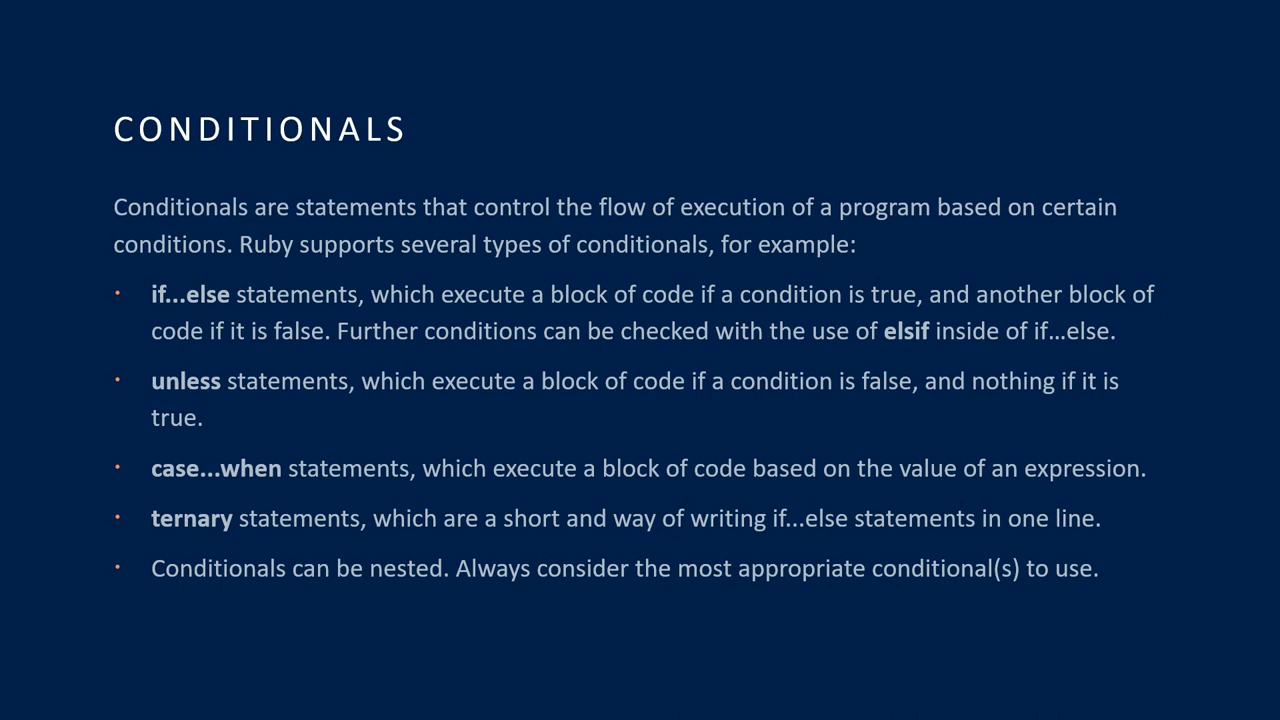 CONDITIONALS
Conditionals are statements that control the flow of execution of a program based on certain
conditions. Ruby supports several types of conditionals, for example:
• if...else statements, which execute a block of code if a condition is true, and another block of
code if it is false. Further conditions can be checked with the use of elsif inside of if...else.
• unless statements, which execute a block of code if a condition is false, and nothing if it is
true.
• case...when statements, which execute a block of code based on the value of an expression.
• ternary statements, which are a short and way of writing if...else statements in one line.
• Conditionals can be nested. Always consider the most appropriate conditional(s) to use.